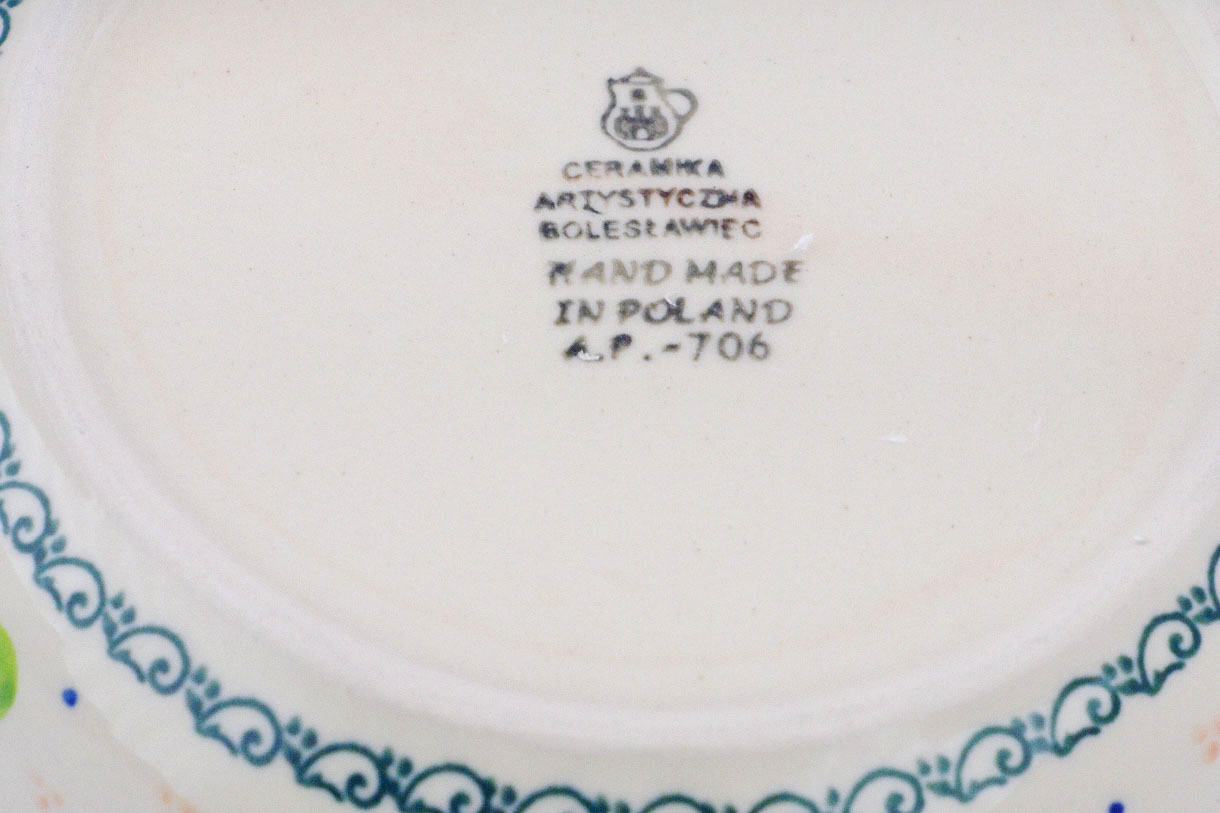 CERAMIKA
ARTYSTYCZNA
BOLESŁAWIEC
HAND MADE
IN POLAND
A.P.-706